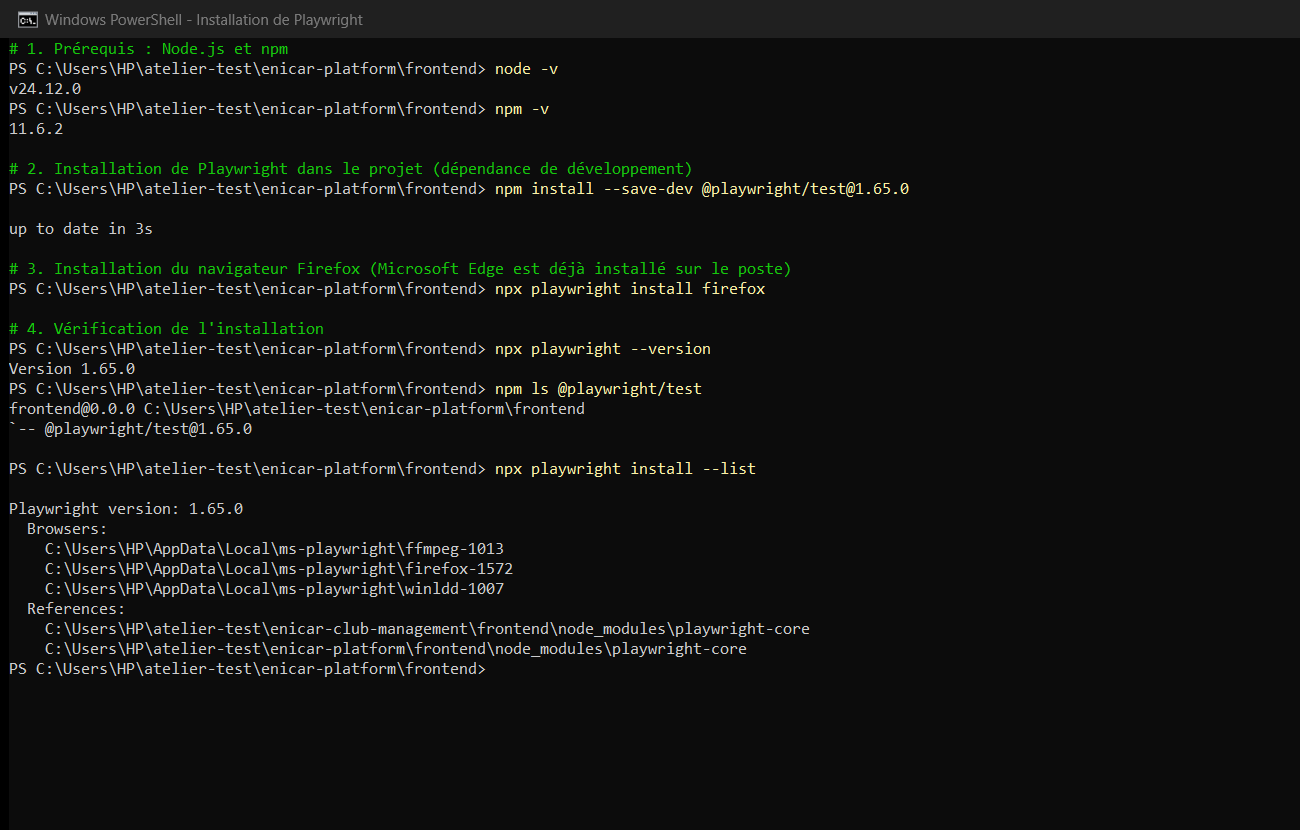 Windows PowerShell - Installation de Playwright
# 1. Prérequis : Node.js et npm
PS C:\Users\HP\atelier-test\enicar-platform\frontend> node -v
v24.12.0
PS C:\Users\HP\atelier-test\enicar-platform\frontend> npm -v
11.6.2
# 2. Installation de Playwright dans le projet (dépendance de développement)
PS C:\Users\HP\atelier-test\enicar-platform\frontend> npm install --save-dev @playwright/test@1.65.0
up to date in 3s
# 3. Installation du navigateur Firefox (Microsoft Edge est déjà installé sur le poste)
PS C:\Users\HP\atelier-test\enicar-platform\frontend> npx playwright install firefox
# 4. Vérification de l'installation
PS C:\Users\HP\atelier-test\enicar-platform\frontend> npx playwright --version
Version 1.65.0
PS C:\Users\HP\atelier-test\enicar-platform\frontend> npm ls @playwright/test
frontend@0.0.0 C:\Users\HP\atelier-test\enicar-platform\frontend
`-- @playwright/test@1.65.0
PS C:\Users\HP\atelier-test\enicar-platform\frontend> npx playwright install --list
Playwright version: 1.65.0
Browsers:
C:\Users\HP\AppData\Local\ms-playwright\ffmpeg-1013
C:\Users\HP\AppData\Local\ms-playwright\firefox-1572
C:\Users\HP\AppData\Local\ms-playwright\winldd-1007
References:
C:\Users\HP\atelier-test\enicar-club-management\frontend\node_modules\playwright-core
C:\Users\HP\atelier-test\enicar-platform\frontend\node_modules\playwright-core
PS C:\Users\HP\atelier-test\enicar-platform\frontend>